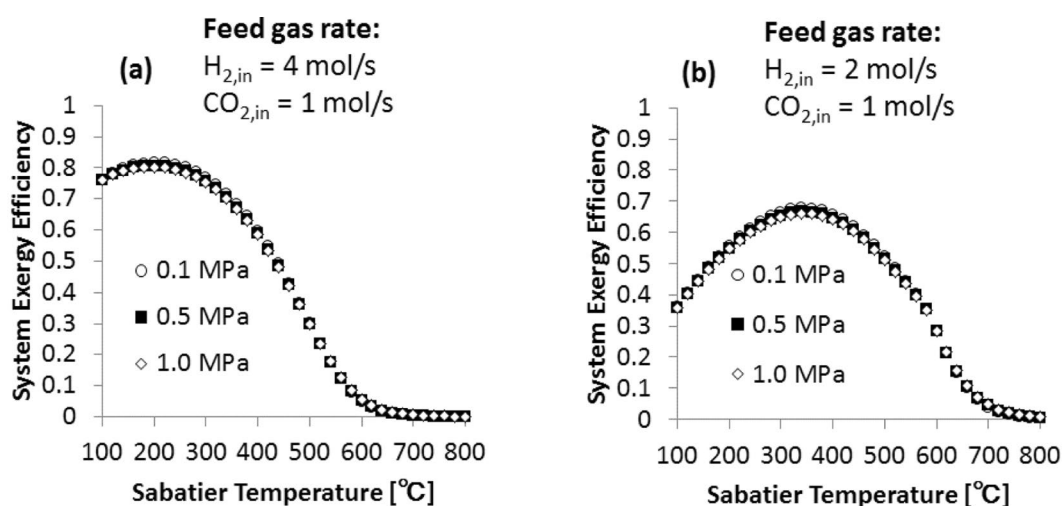 Feed gas rate:
(a)
H2,in = 4 mol/s
CO2,in = 1 mol/s
System Exergy Efficiency
1
0.9
0.8
0.7
0.6
0.5
0.4
0.3
0.2
0.1
0
○ 0.1 MPa
■ 0.5 MPa
◇ 1.0 MPa
100 200 300 400 500 600 700 800
Sabatier Temperature [℃]
Feed gas rate:
(b)
H2,in = 2 mol/s
CO2,in = 1 mol/s
System Exergy Efficiency
1
0.9
0.8
0.7
0.6
0.5
0.4
0.3
0.2
0.1
0
○ 0.1 MPa
■ 0.5 MPa
◇ 1.0 MPa
100 200 300 400 500 600 700 800
Sabatier Temperature [℃]